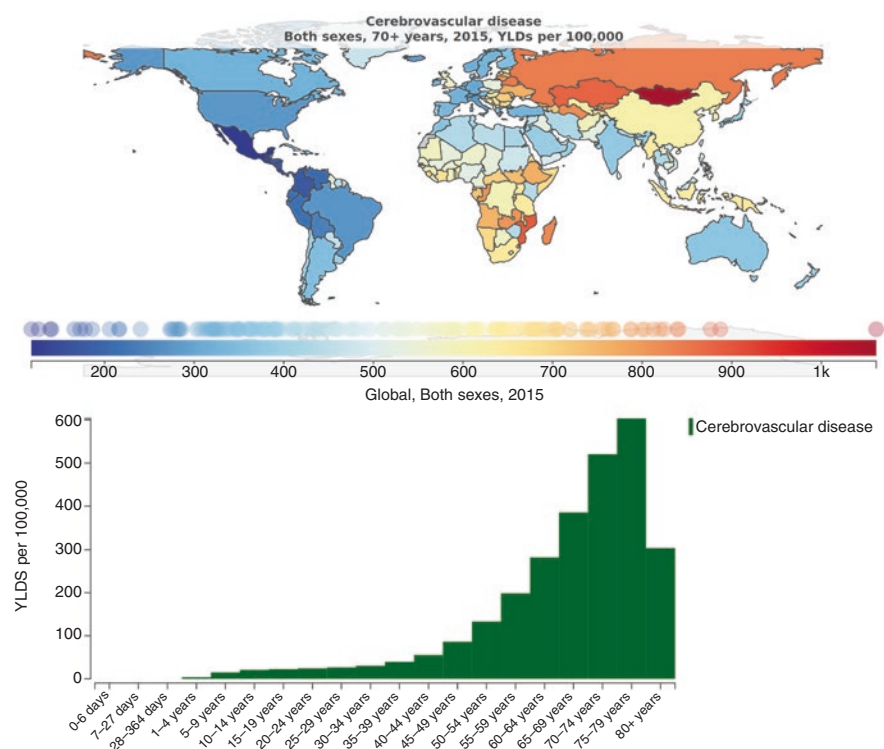 Cerebrovascular disease
Both sexes, 70+ years, 2015, YLDs per 100,000
200 300 400 500 600 700 800 900 1k
Global, Both sexes, 2015
600
500
400
300
200
100
0
YLDS per 100,000
Cerebrovascular disease
0-6 days
7–27 days
28–364 days
1–4 years
5–9 years
10–14 years
15–19 years
20–24 years
25–29 years
30–34 years
35–39 years
40–44 years
45–49 years
50–54 years
55–59 years
60–64 years
65–69 years
70–74 years
75–79 years
80+ years